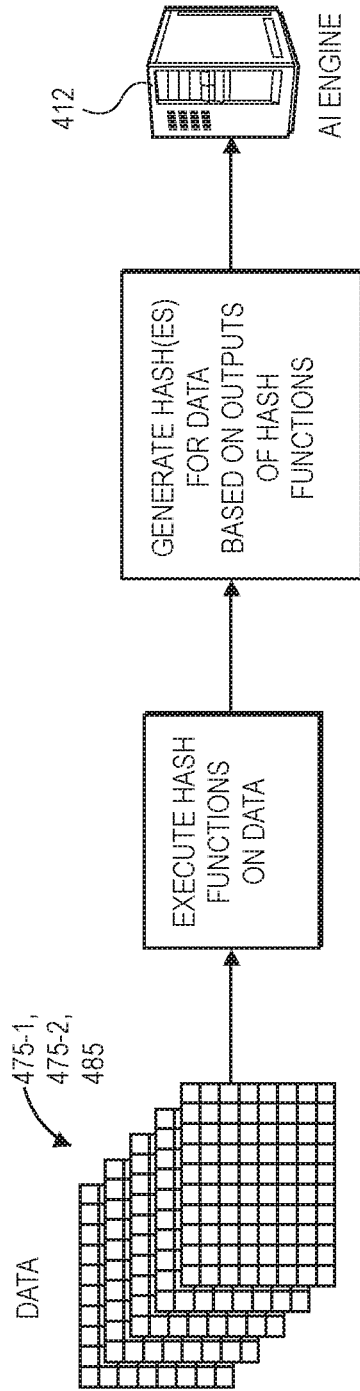 DATA
475-1,
475-2,
485
EXECUTE HASH
FUNCTIONS
ON DATA
GENERATE HASH(ES)
FOR DATA
BASED ON OUTPUTS
OF HASH
FUNCTIONS
412
AI ENGINE